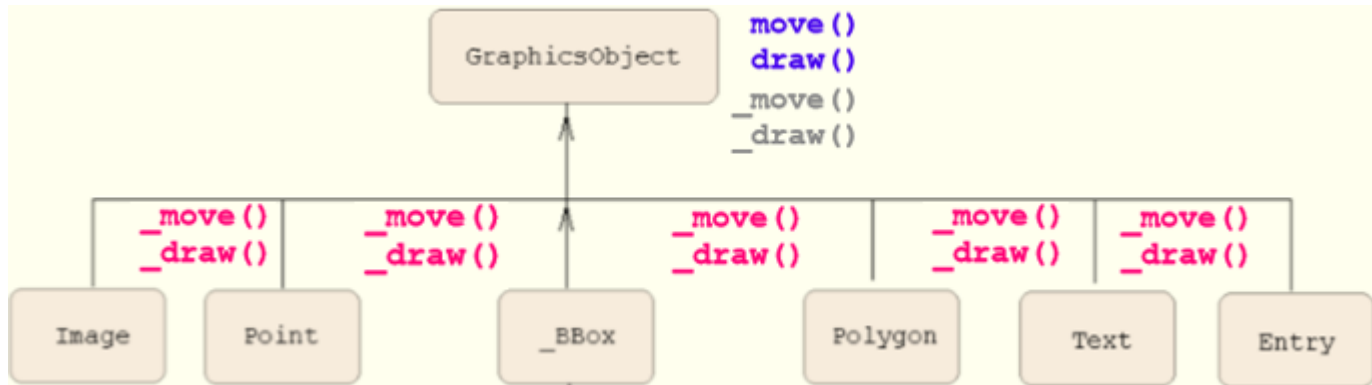 GraphicsObject
move()
draw()
_move()
_draw()
_move() _move() _move() _move() _move()
_draw() _draw() _draw() _draw() _draw()
Image Point _BBox Polygon Text Entry